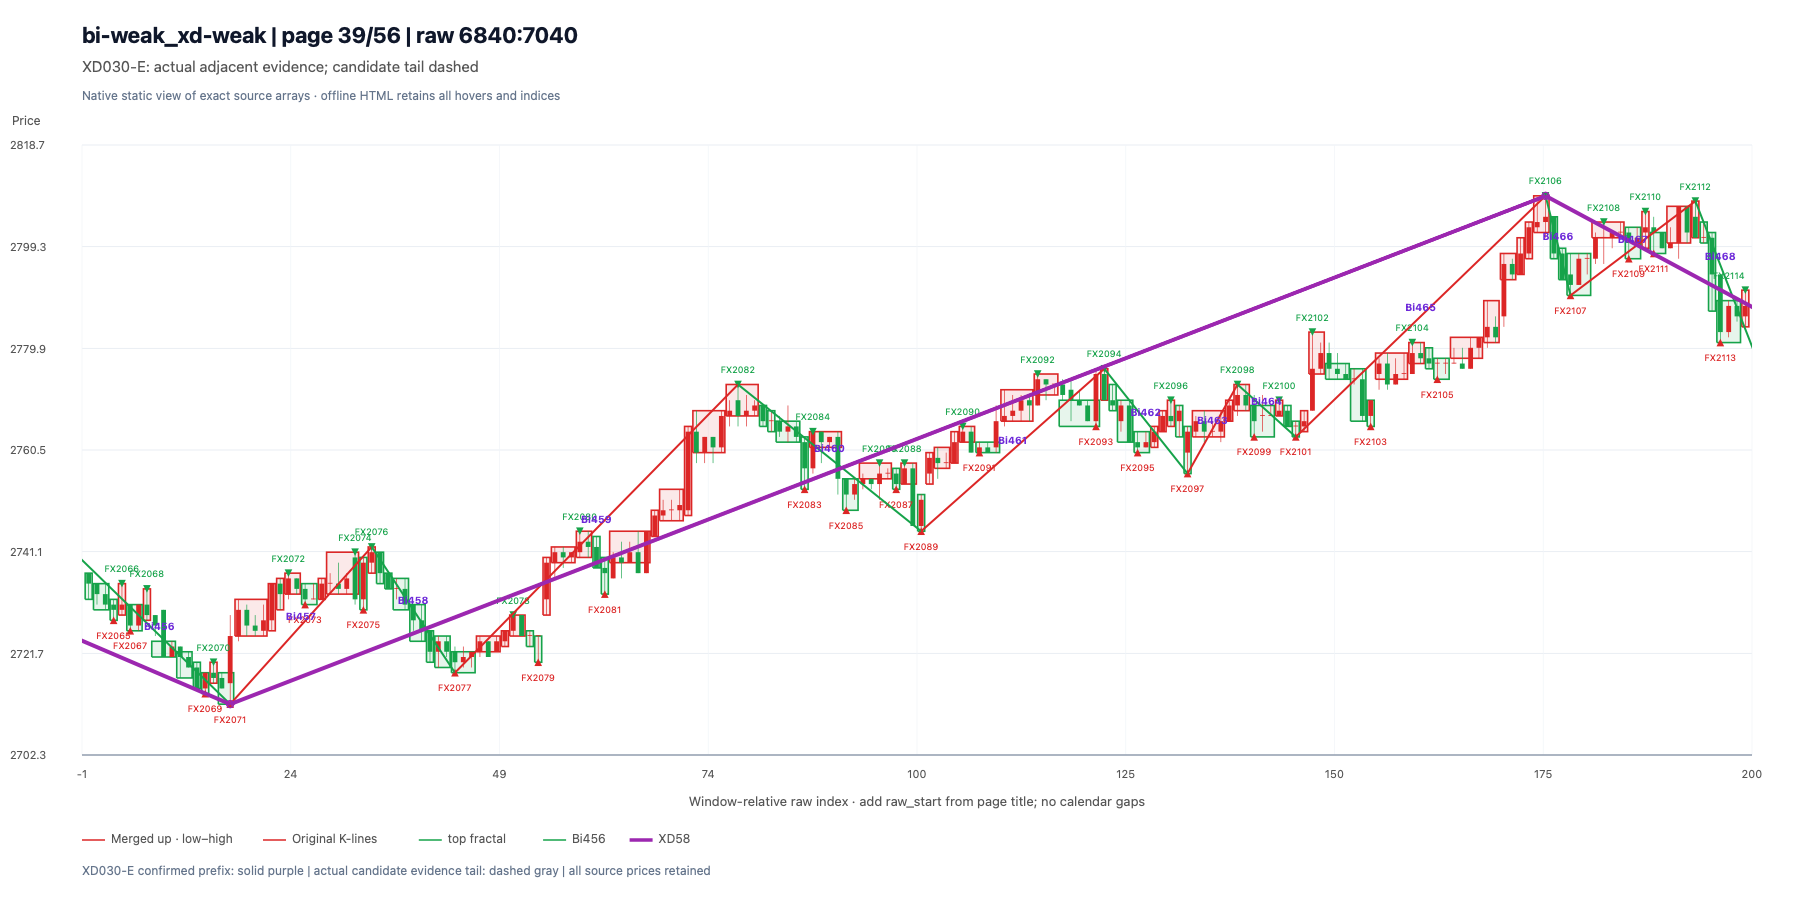 bi-weak_xd-weak | page 39/56 | raw 6840:7040
XD030-E: actual adjacent evidence; candidate tail dashed
Native static view of exact source arrays · offline HTML retains all hovers and indices
Price
2818.7
2799.3
2779.9
2760.5
2741.1
2721.7
2702.3
FX2106
FX2112
FX2110
FX2108
Bi466
Bi468
FX2109
FX2111
FX2107
Bi465
FX2102
FX2104
FX2113
FX2094
FX2092
FX2082
FX2098
FX2105
FX2096
FX2100
Bi464
FX2090
Bi462
Bi463
FX2084
Bi461
Bi460
FX2093
FX2103
FX2099
FX2101
FX2095
FX2091
FX2097
FX2083
FX2087
FX2085
FX2089
Bi459
FX2074
FX2076
FX2072
FX2066
FX2068
Bi458
FX2081
Bi457
FX2075
Bi456
FX2065
FX2067
FX2070
FX2079
FX2077
FX2069
FX2071
-1
24
49
74
100
125
150
175
200
Window-relative raw index · add raw_start from page title; no calendar gaps
Merged up · low–high
Original K-lines
top fractal
Bi456
XD58
XD030-E confirmed prefix: solid purple | actual candidate evidence tail: dashed gray | all source prices retained